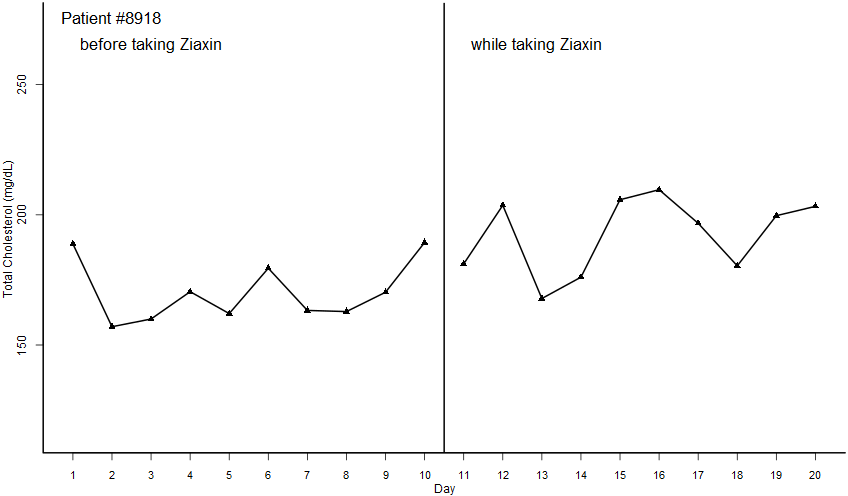 Patient #8918
before taking Ziaxin
while taking Ziaxin
Total Cholesterol (mg/dL)
250
200
150
1 2 3 4 5 6 7 8 9 10 11 12 13 14 15 16 17 18 19 20
Day